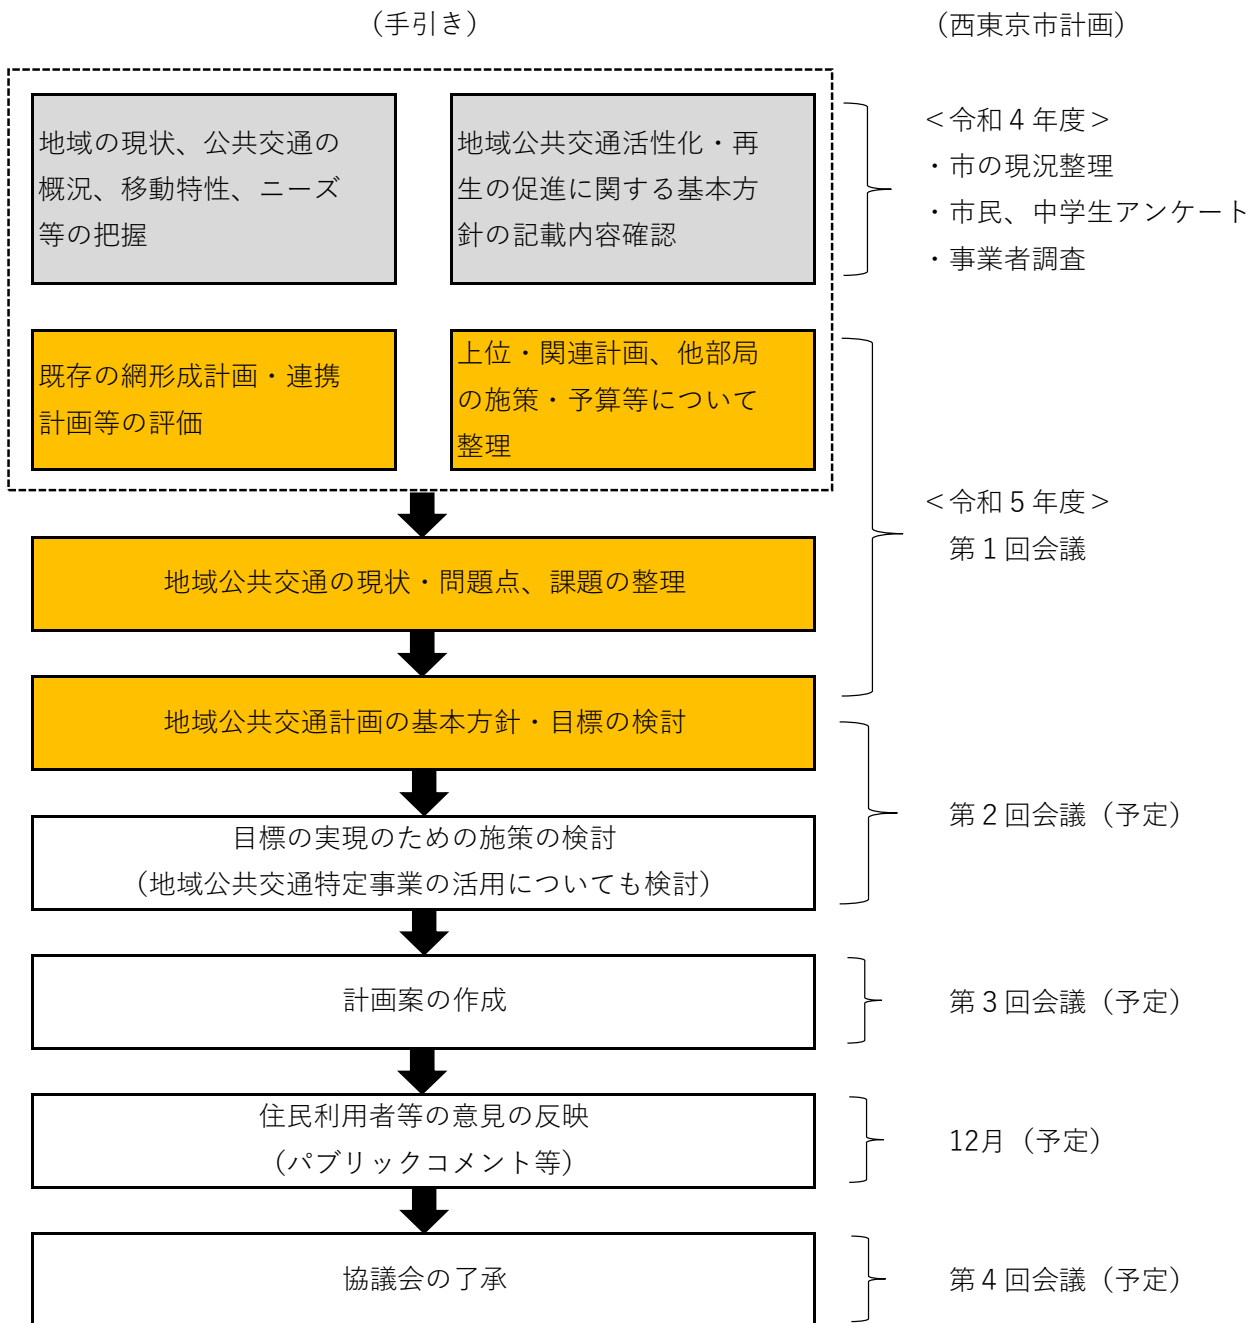 (手引き)
(西東京市計画)
地域の現状、公共交通の
概況、移動特性、ニーズ
等の把握
地域公共交通活性化・再
生の促進に関する基本方
針の記載内容確認
＜令和４年度＞
・市の現況整理
・市民、中学生アンケート
・事業者調査
既存の網形成計画・連携
計画等の評価
上位・関連計画、他部局
の施策・予算等について
整理
＜令和５年度＞
第１回会議
地域公共交通の現状・問題点、課題の整理
地域公共交通計画の基本方針・目標の検討
目標の実現のための施策の検討
（地域公共交通特定事業の活用についても検討）
第２回会議（予定）
計画案の作成
第３回会議（予定）
住民利用者等の意見の反映
（パブリックコメント等）
12月（予定）
協議会の了承
第４回会議（予定）